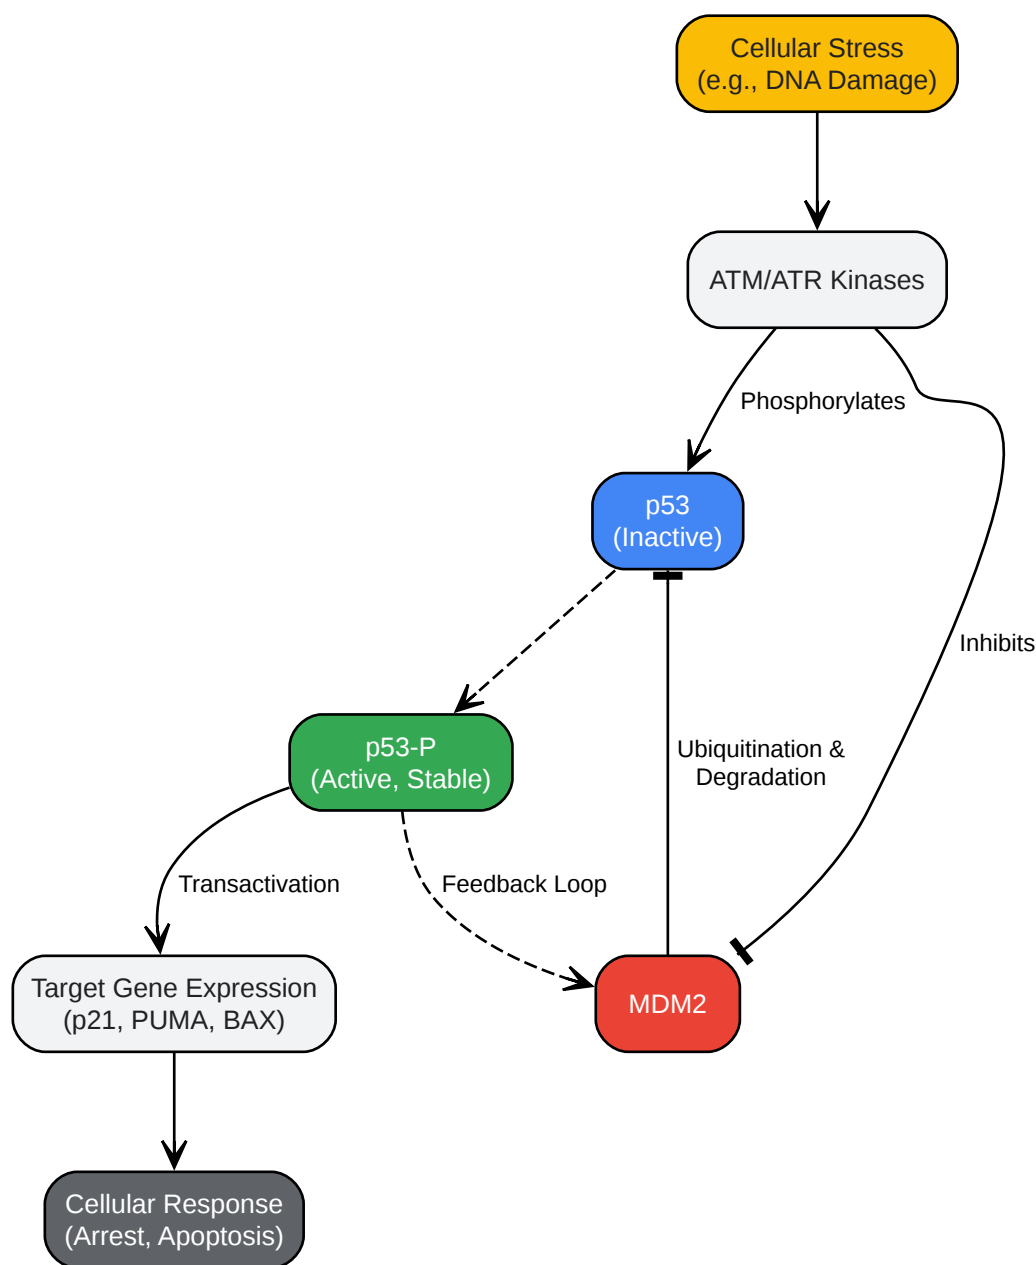 Cellular Stress
(e.g., DNA Damage)
ATM/ATR Kinases
Phosphorylates
p53
(Inactive)
Inhibits
p53-P
(Active, Stable)
Ubiquitination &
Degradation
Transactivation
Feedback Loop
Target Gene Expression
(p21, PUMA, BAX)
MDM2
Cellular Response
(Arrest, Apoptosis)